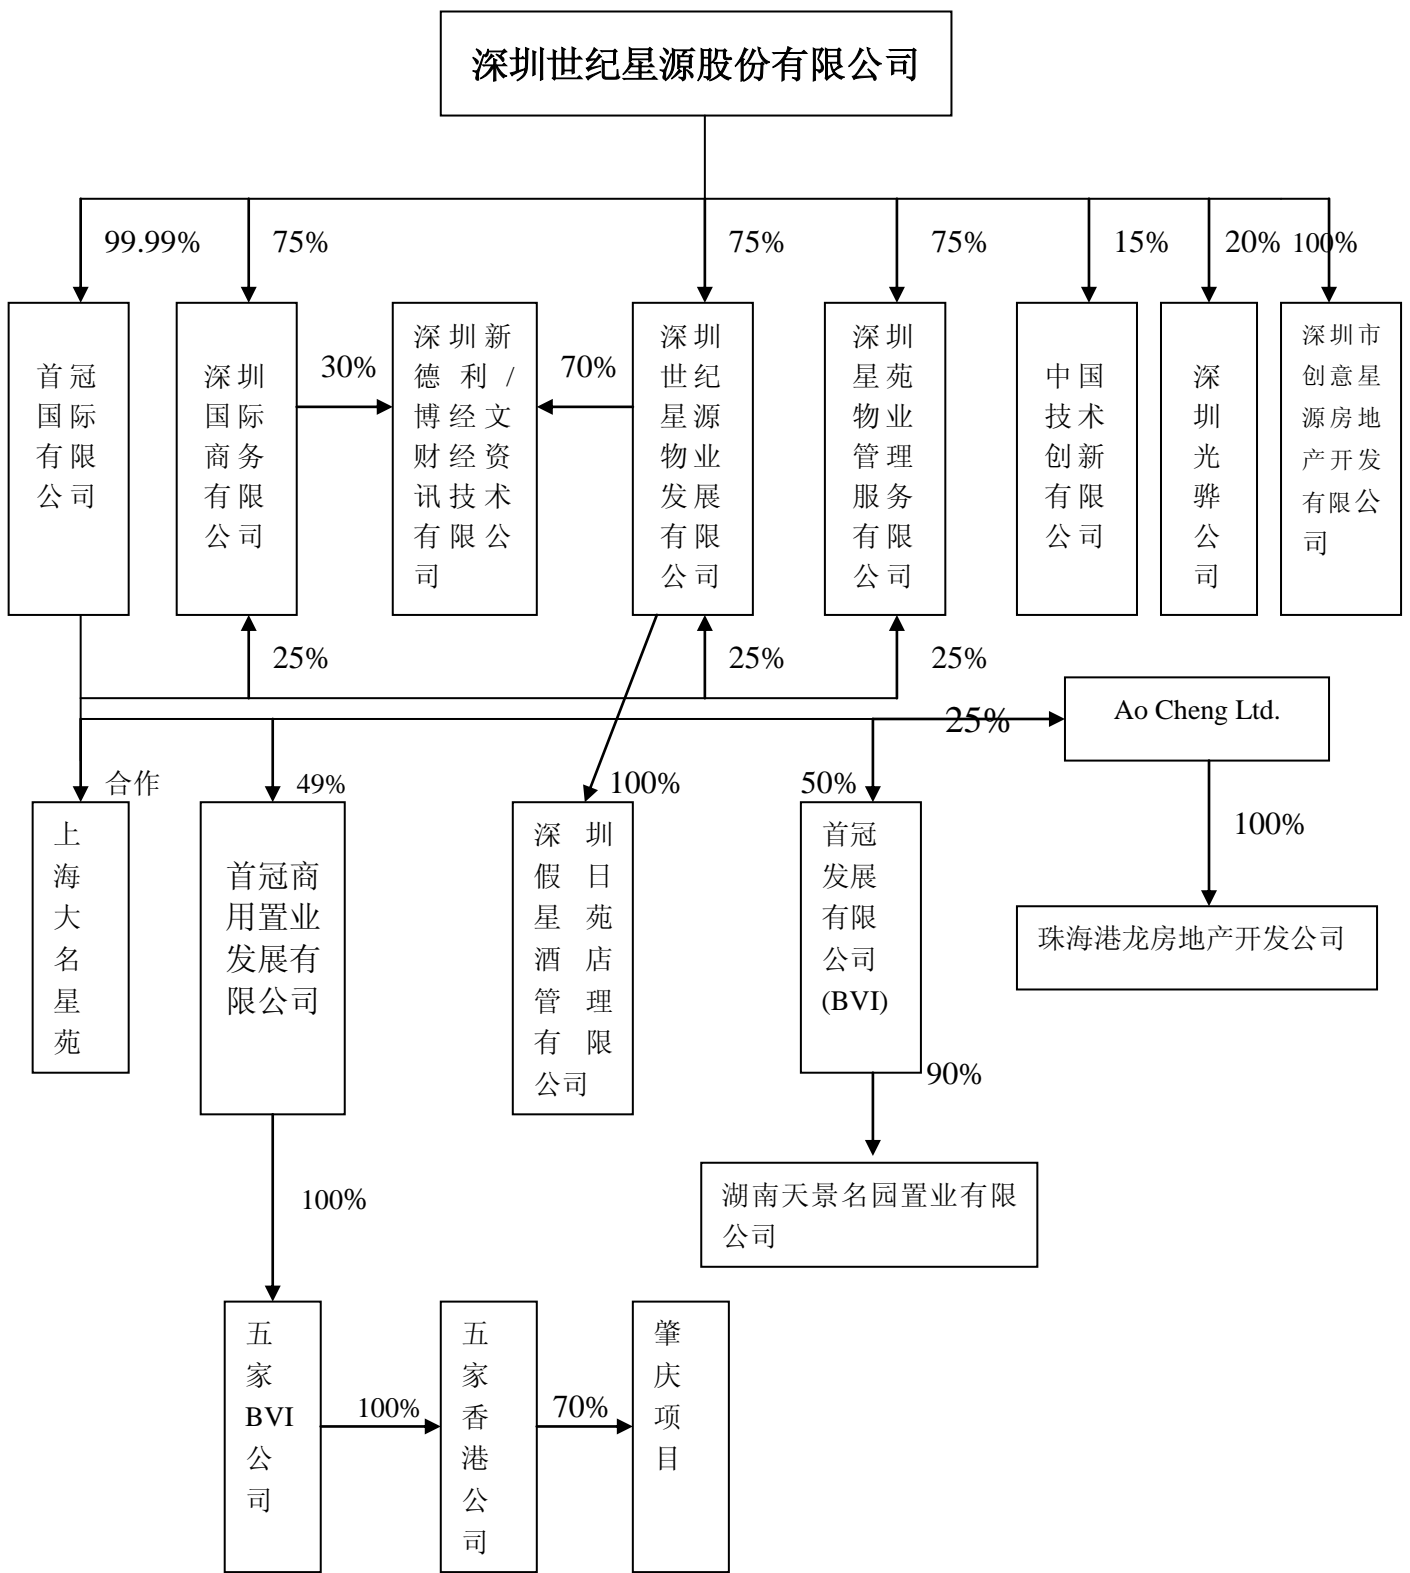 深圳世纪星源股份有限公司
99.99%
75%
75%
75%
15%
20%
100%
首冠
国际
有限
公司
深圳
国际
商务
有限
公司
30%
深圳新
德利/
博经文
财经资
讯技术
有限公
司
70%
深圳
世纪
星源
物业
发展
有限
公司
深圳
星苑
物业
管理
服务
有限
公司
中国
技术
创新
有限
公司
深
圳
光
骅
公
司
深圳市
创意星
源房地
产开发
有限公
司
25%
25%
25%
25%
Ao Cheng Ltd.
合作
49%
100%
50%
100%
上
海
大
名
星
苑
首冠商
用置业
发展有
限公司
深圳
假日
星苑
酒店
管理
有限
公司
首冠
发展
有限
公司
(BVI)
珠海港龙房地产开发公司
90%
湖南天景名园置业有限
公司
100%
五
家
BVI
公
司
100%
五
家
香
港
公
司
70%
肇
庆
项
目